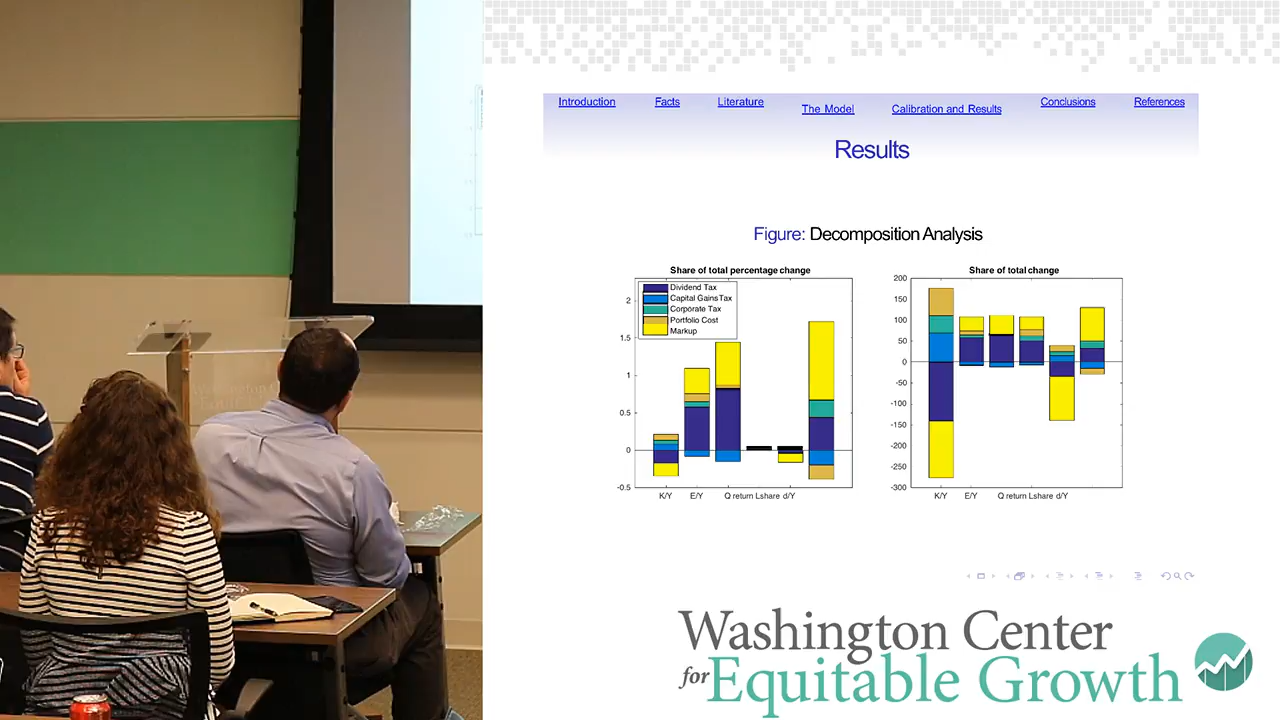 Introduction Facts Literature The Model Calibration and Results Conclusions References
Results
Figure: Decomposition Analysis
Share of total percentage change
Dividend Tax
Capital Gains Tax
Corporate Tax
Portfolio Cost
Markup
2
1.5
1
0.5
0
-0.5
K/Y E/Y Q return Lshare d/Y
Share of total change
200
150
100
50
0
-50
-100
-150
-200
-250
-300
K/Y E/Y Q return Lshare d/Y
Washington Center
for Equitable Growth